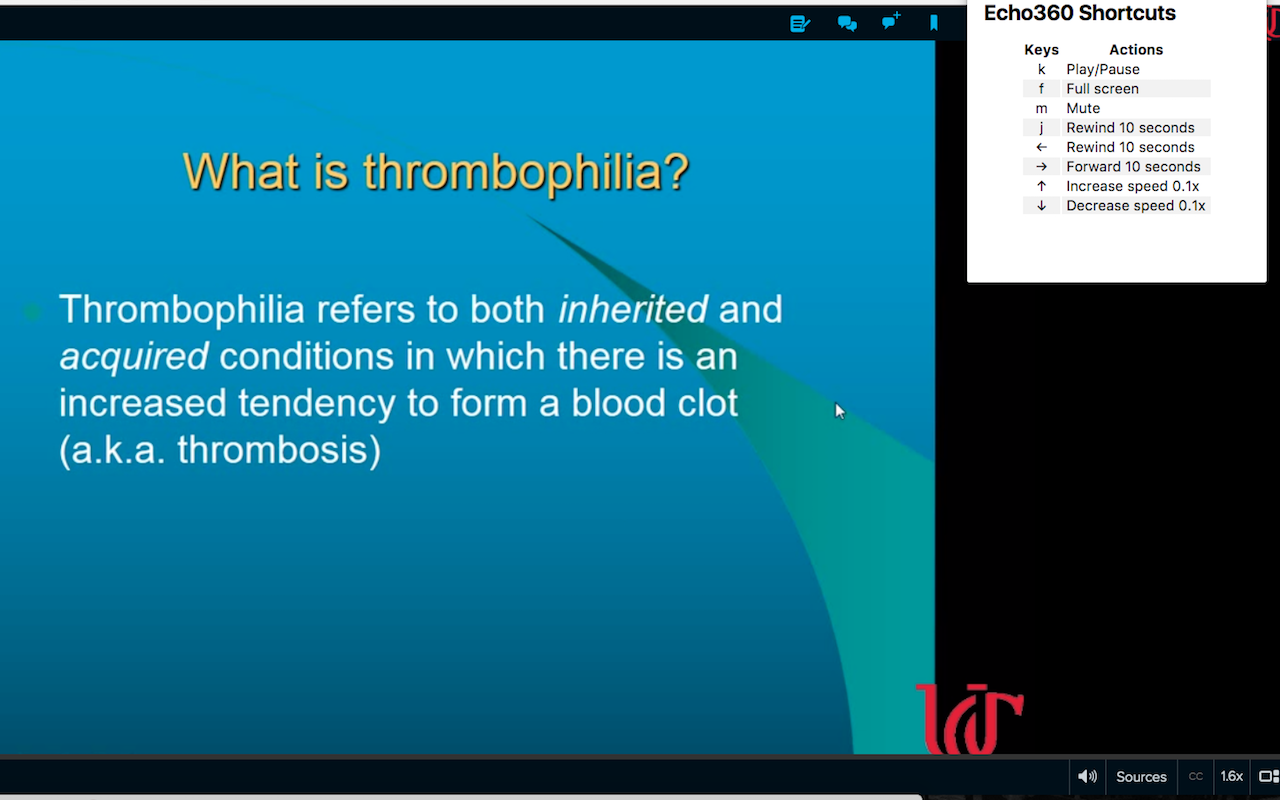 Echo360 Shortcuts
Keys Actions
k Play/Pause
f Full screen
m Mute
j Rewind 10 seconds
← Rewind 10 seconds
→ Forward 10 seconds
↑ Increase speed 0.1x
↓ Decrease speed 0.1x
What is thrombophilia?
Thrombophilia refers to both inherited and
acquired conditions in which there is an
increased tendency to form a blood clot
(a.k.a. thrombosis)
Sources CC 1.6x